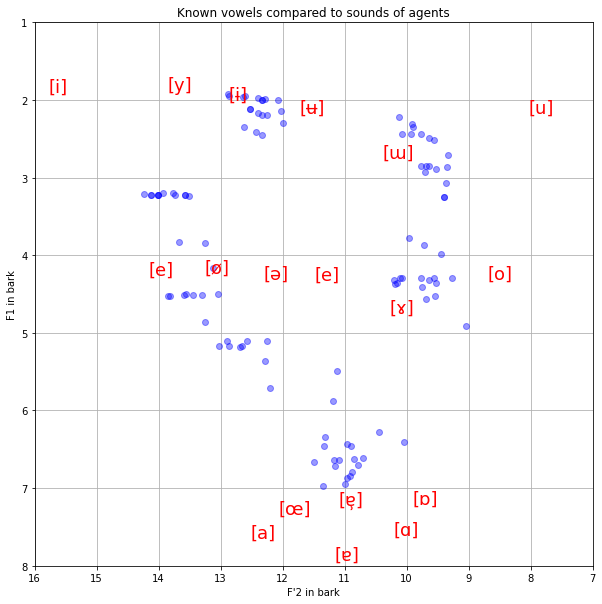 Known vowels compared to sounds of agents
1
[i]
[y]
[ɨ]
2
[ʉ]
[u]
[ɯ]
3
4
[e]
[ø]
[ə]
[ɘ]
[o]
[ɤ]
F1 in bark
5
6
7
[œ]
[ɐ̞]
[ɒ]
[a]
[ɑ]
[ɐ]
8
16 15 14 13 12 11 10 9 8 7
F'2 in bark